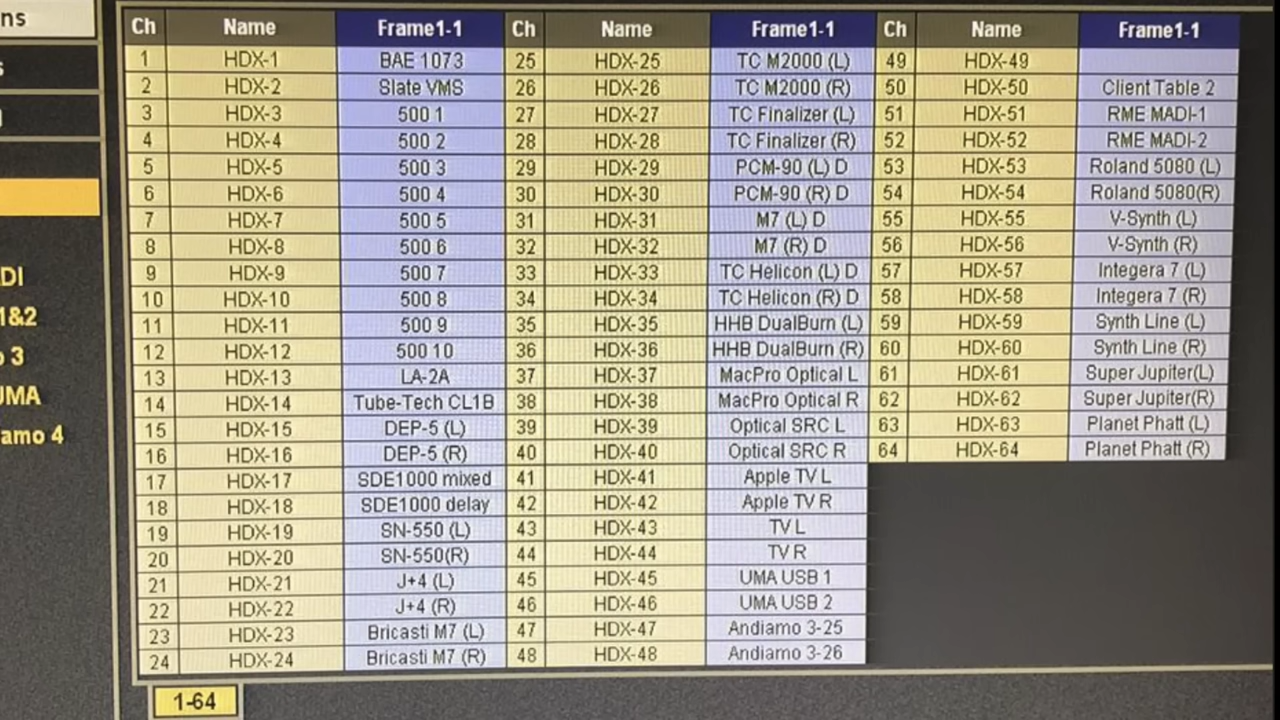 ns
Ch Name Frame1-1 Ch Name Frame1-1 Ch Name Frame1-1
1 HDX-1 BAE 1073 25 HDX-25 TC M2000 (L) 49 HDX-49
2 HDX-2 Slate VMS 26 HDX-26 TC M2000 (R) 50 HDX-50 Client Table 2
3 HDX-3 500 1 27 HDX-27 TC Finalizer (L) 51 HDX-51 RME MADI-1
4 HDX-4 500 2 28 HDX-28 TC Finalizer (R) 52 HDX-52 RME MADI-2
5 HDX-5 500 3 29 HDX-29 PCM-90 (L) D 53 HDX-53 Roland 5080 (L)
6 HDX-6 500 4 30 HDX-30 PCM-90 (R) D 54 HDX-54 Roland 5080(R)
7 HDX-7 500 5 31 HDX-31 M7 (L) D 55 HDX-55 V-Synth (L)
8 HDX-8 500 6 32 HDX-32 M7 (R) D 56 HDX-56 V-Synth (R)
9 HDX-9 500 7 33 HDX-33 TC Helicon (L) D 57 HDX-57 Integera 7 (L)
10 HDX-10 500 8 34 HDX-34 TC Helicon (R) D 58 HDX-58 Integera 7 (R)
11 HDX-11 500 9 35 HDX-35 HHB DualBurn (L) 59 HDX-59 Synth Line (L)
12 HDX-12 500 10 36 HDX-36 HHB DualBurn (R) 60 HDX-60 Synth Line (R)
13 HDX-13 LA-2A 37 HDX-37 MacPro Optical L 61 HDX-61 Super Jupiter(L)
14 HDX-14 Tube-Tech CL1B 38 HDX-38 MacPro Optical R 62 HDX-62 Super Jupiter(R)
15 HDX-15 DEP-5 (L) 39 HDX-39 Optical SRC L 63 HDX-63 Planet Phatt (L)
16 HDX-16 DEP-5 (R) 40 HDX-40 Optical SRC R 64 HDX-64 Planet Phatt (R)
17 HDX-17 SDE1000 mixed 41 HDX-41 Apple TV L
18 HDX-18 SDE1000 delay 42 HDX-42 Apple TV R
19 HDX-19 SN-550 (L) 43 HDX-43 TV L
20 HDX-20 SN-550(R) 44 HDX-44 TV R
21 HDX-21 J+4 (L) 45 HDX-45 UMA USB 1
22 HDX-22 J+4 (R) 46 HDX-46 UMA USB 2
23 HDX-23 Bricasti M7 (L) 47 HDX-47 Andiamo 3-25
24 HDX-24 Bricasti M7 (R) 48 HDX-48 Andiamo 3-26
1-64
DI
1&2
o 3
UMA
amo 4